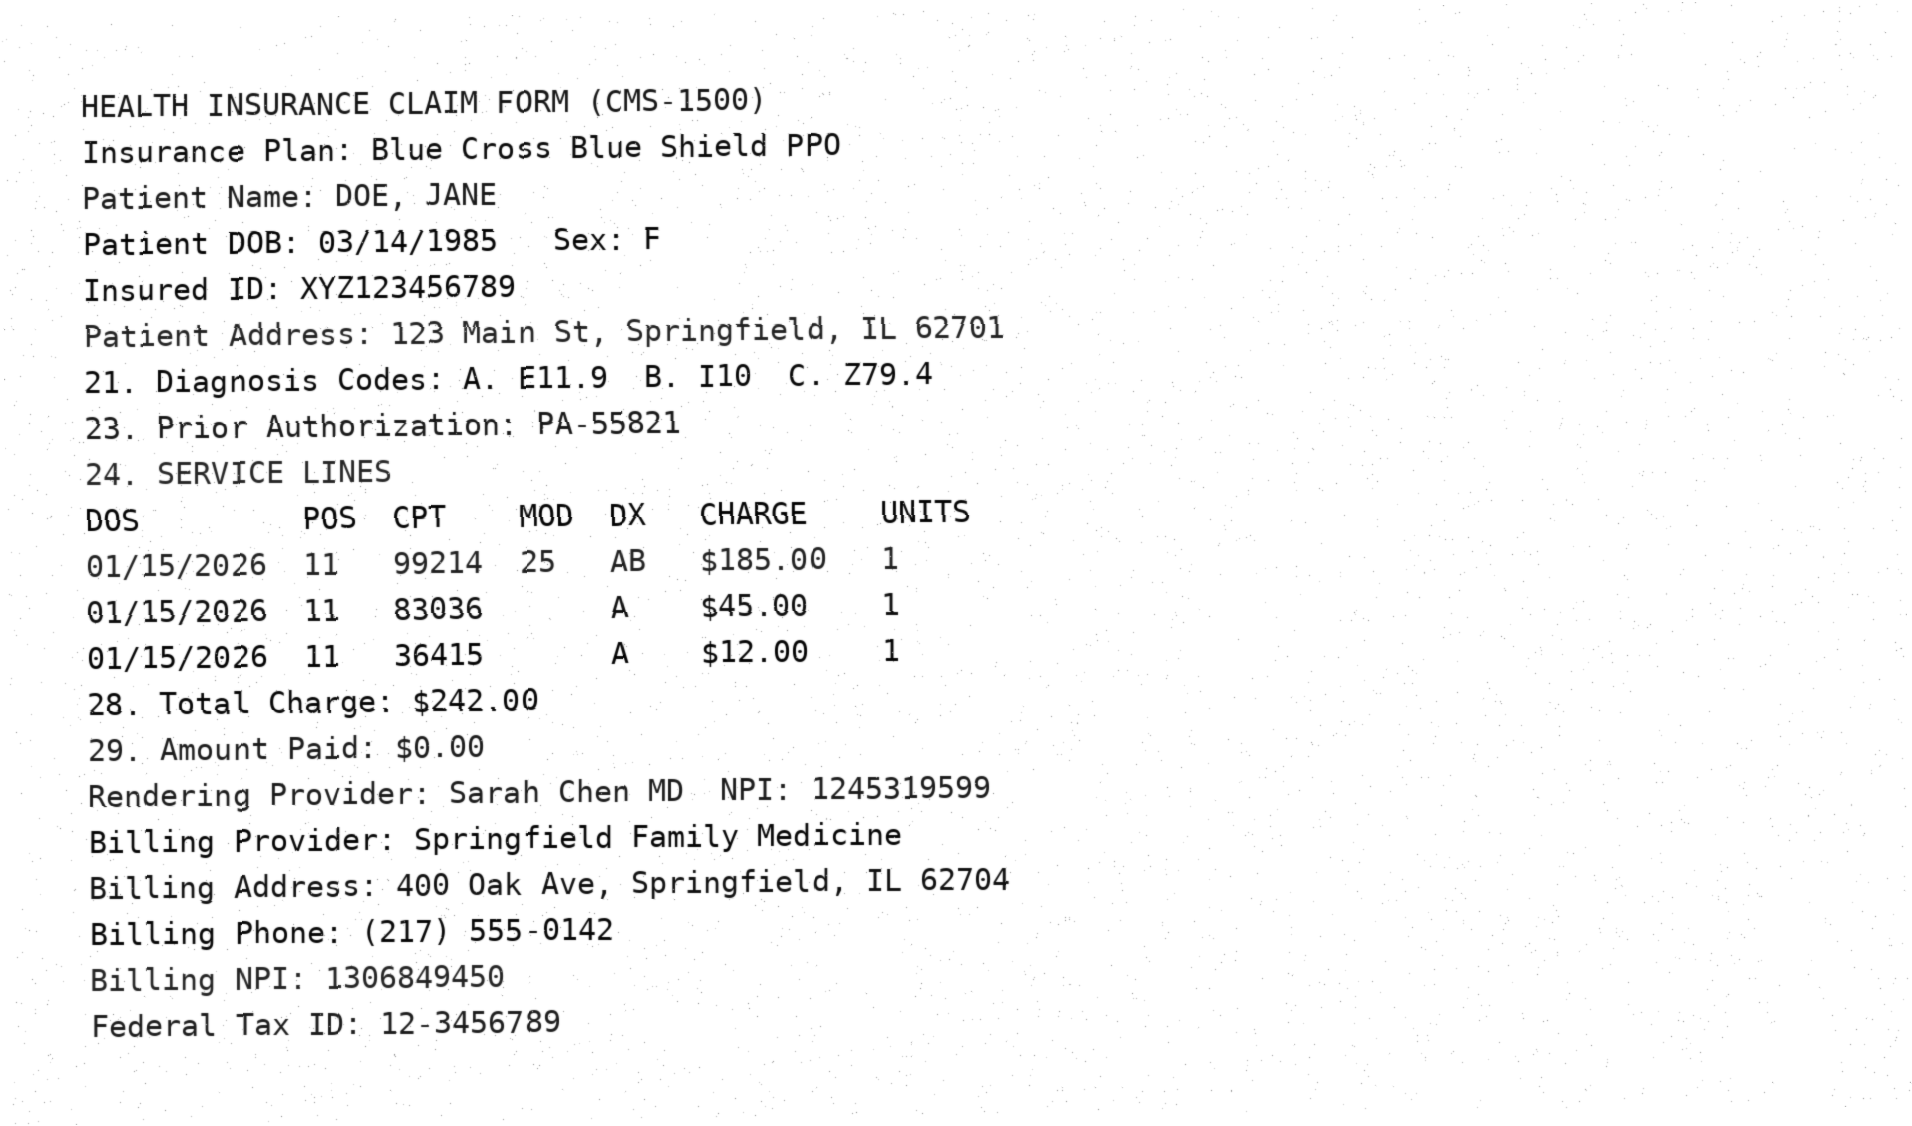 HEALTH INSURANCE CLAIM FORM (CMS-1500)
Insurance Plan: Blue Cross Blue Shield PPO
Patient Name: DOE, JANE
Patient DOB: 03/14/1985   Sex: F
Insured ID: XYZ123456789
Patient Address: 123 Main St, Springfield, IL 62701
21. Diagnosis Codes: A. E11.9  B. I10  C. Z79.4
23. Prior Authorization: PA-55821
24. SERVICE LINES
DOS         POS  CPT    MOD  DX   CHARGE    UNITS
01/15/2026  11   99214  25   AB   $185.00   1
01/15/2026  11   83036       A    $45.00    1
01/15/2026  11   36415       A    $12.00    1
28. Total Charge: $242.00
29. Amount Paid: $0.00
Rendering Provider: Sarah Chen MD  NPI: 1245319599
Billing Provider: Springfield Family Medicine
Billing Address: 400 Oak Ave, Springfield, IL 62704
Billing Phone: (217) 555-0142
Billing NPI: 1306849450
Federal Tax ID: 12-3456789